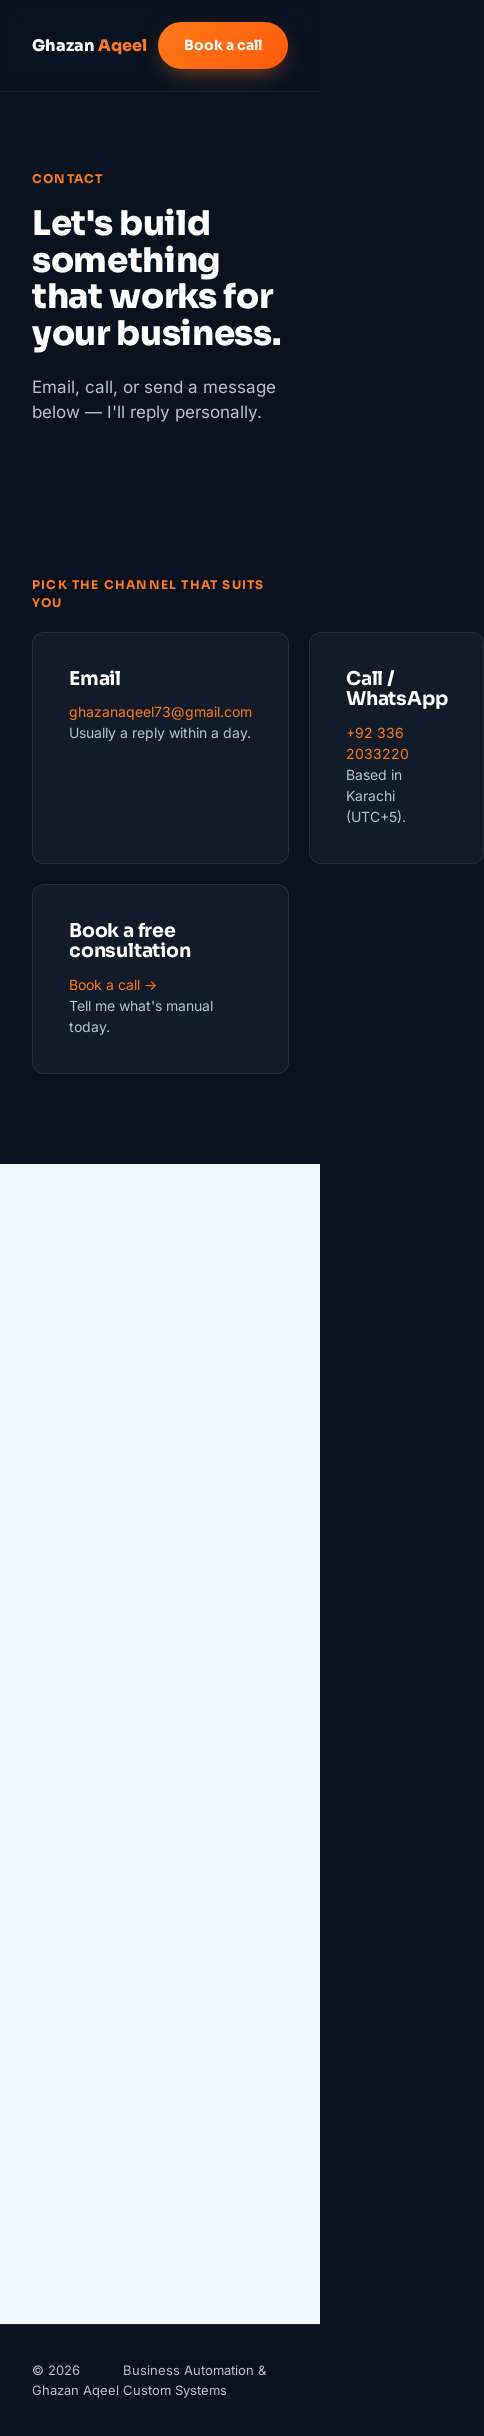 Ghazan Aqeel
Book a call
CONTACT
Let's build
something
that works for
your business.
Email, call, or send a message
below — I'll reply personally.
PICK THE CHANNEL THAT SUITS
YOU
Email
ghazanaqeel73@gmail.com
Usually a reply within a day.
Call /
WhatsApp
+92 336
2033220
Based in
Karachi
(UTC+5).
Book a free
consultation
Book a call →
Tell me what's manual
today.
© 2026
Ghazan Aqeel
Business Automation &
Custom Systems